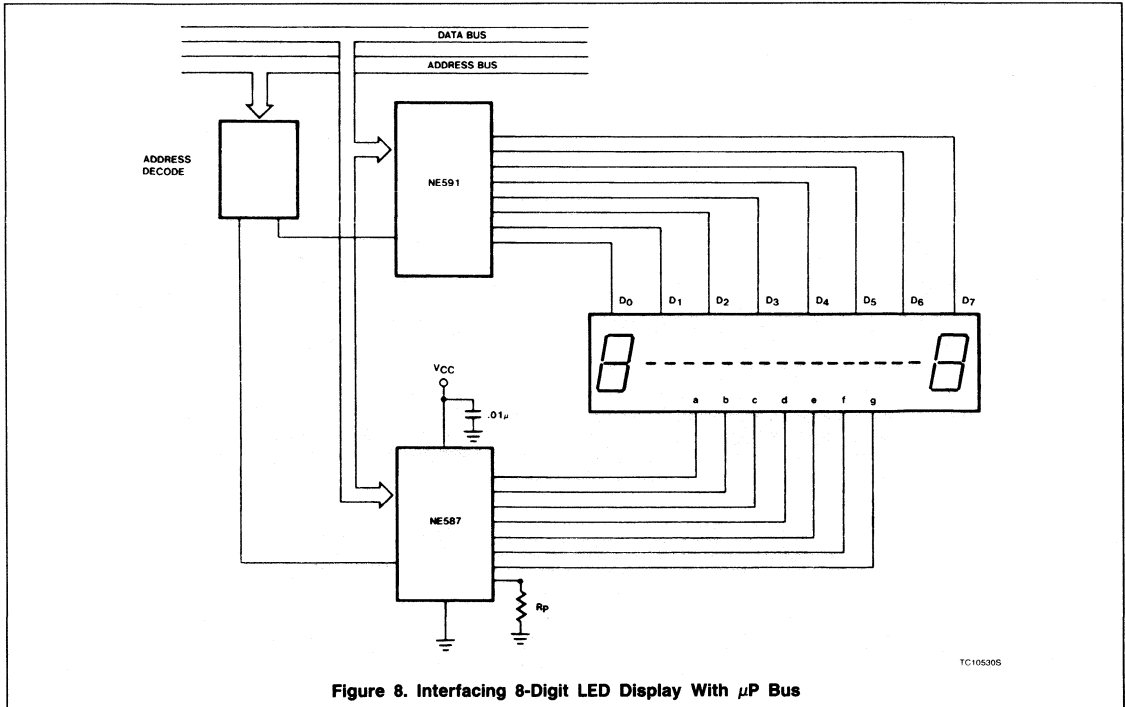 DATA BUS
ADDRESS BUS
ADDRESS
DECODE
NE591
D0 D1 D2 D3 D4 D5 D6 D7
a b c d e f g
VCC
.01μ
NE587
Rp
TC10530S
Figure 8. Interfacing 8-Digit LED Display With μP Bus